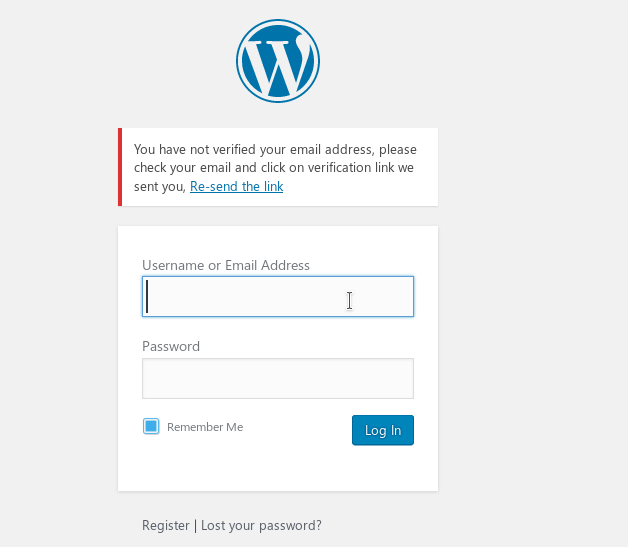 You have not verified your email address, please
check your email and click on verification link we
sent you, Re-send the link
Username or Email Address
Password
Remember Me
Log In
Register | Lost your password?